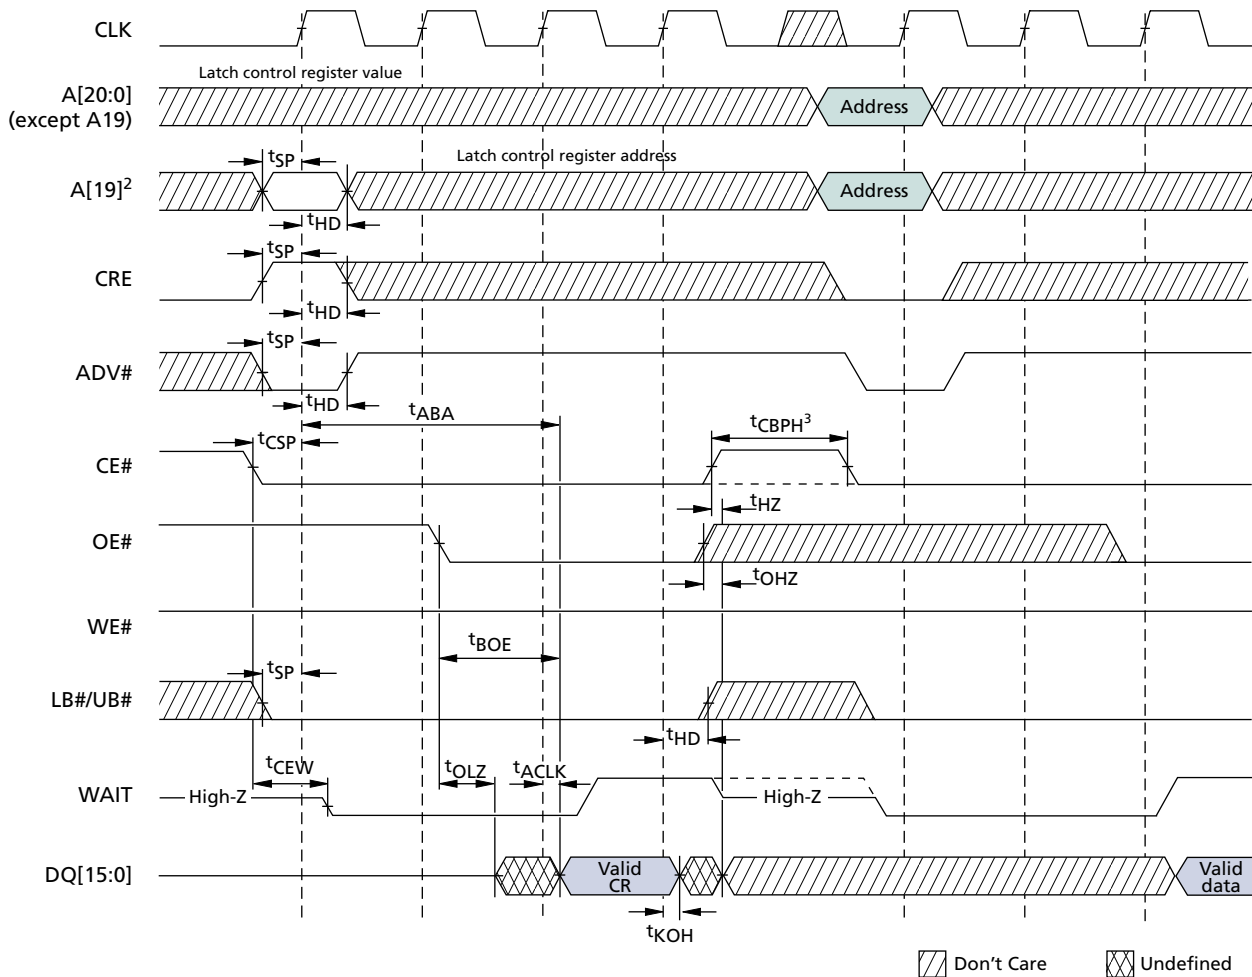 CLK
Latch control register value
A[20:0]
(except A19)
Address
Latch control register address
tSP
A[19]2
Address
tHD
tSP
CRE
tHD
tSP
ADV#
tHD
tABA
tCBPH3
tCSP
CE#
tHZ
OE#
tOHZ
WE#
tBOE
tSP
LB#/UB#
tHD
tCEW
tOLZ
tACLK
WAIT
High-Z
High-Z
DQ[15:0]
Valid
CR
Valid
data
tKOH
Don't Care
Undefined